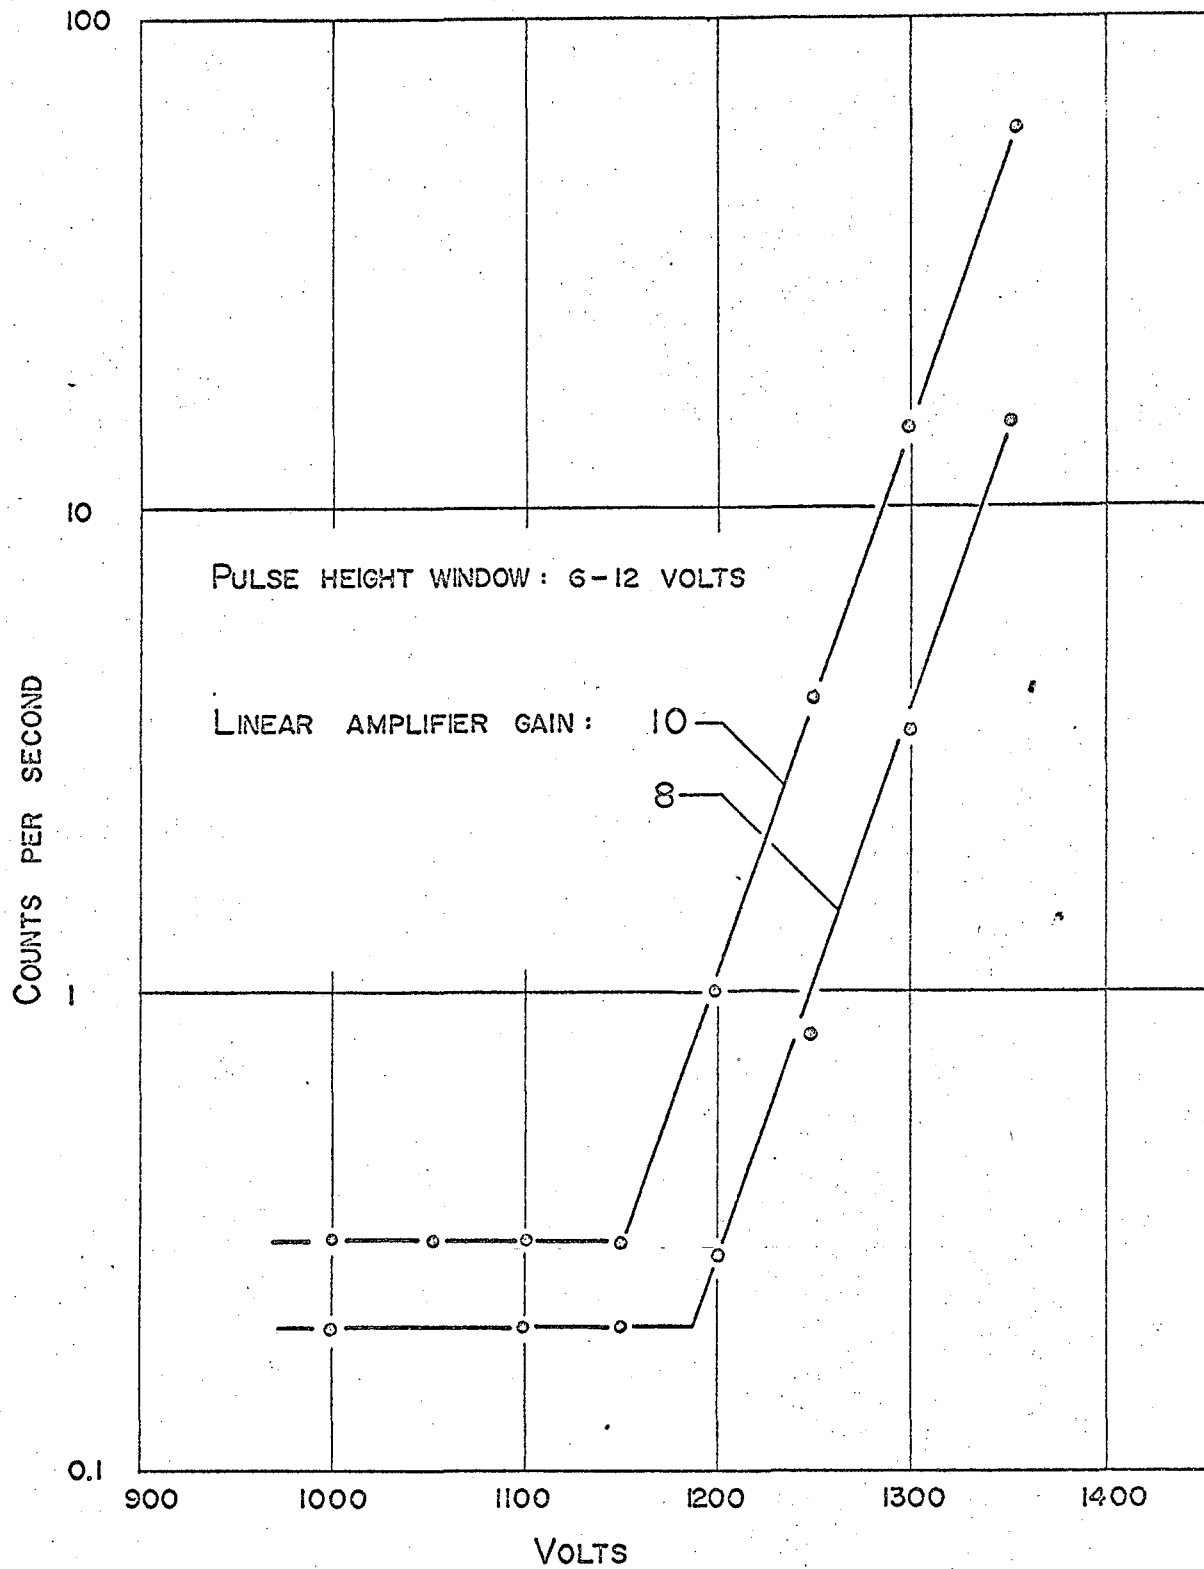 100
10
PULSE HEIGHT WINDOW: 6-12 VOLTS
LINEAR AMPLIFIER GAIN: 10
8
COUNTS PER SECOND
1
0.1
900 1000 1100 1200 1300 1400
VOLTS